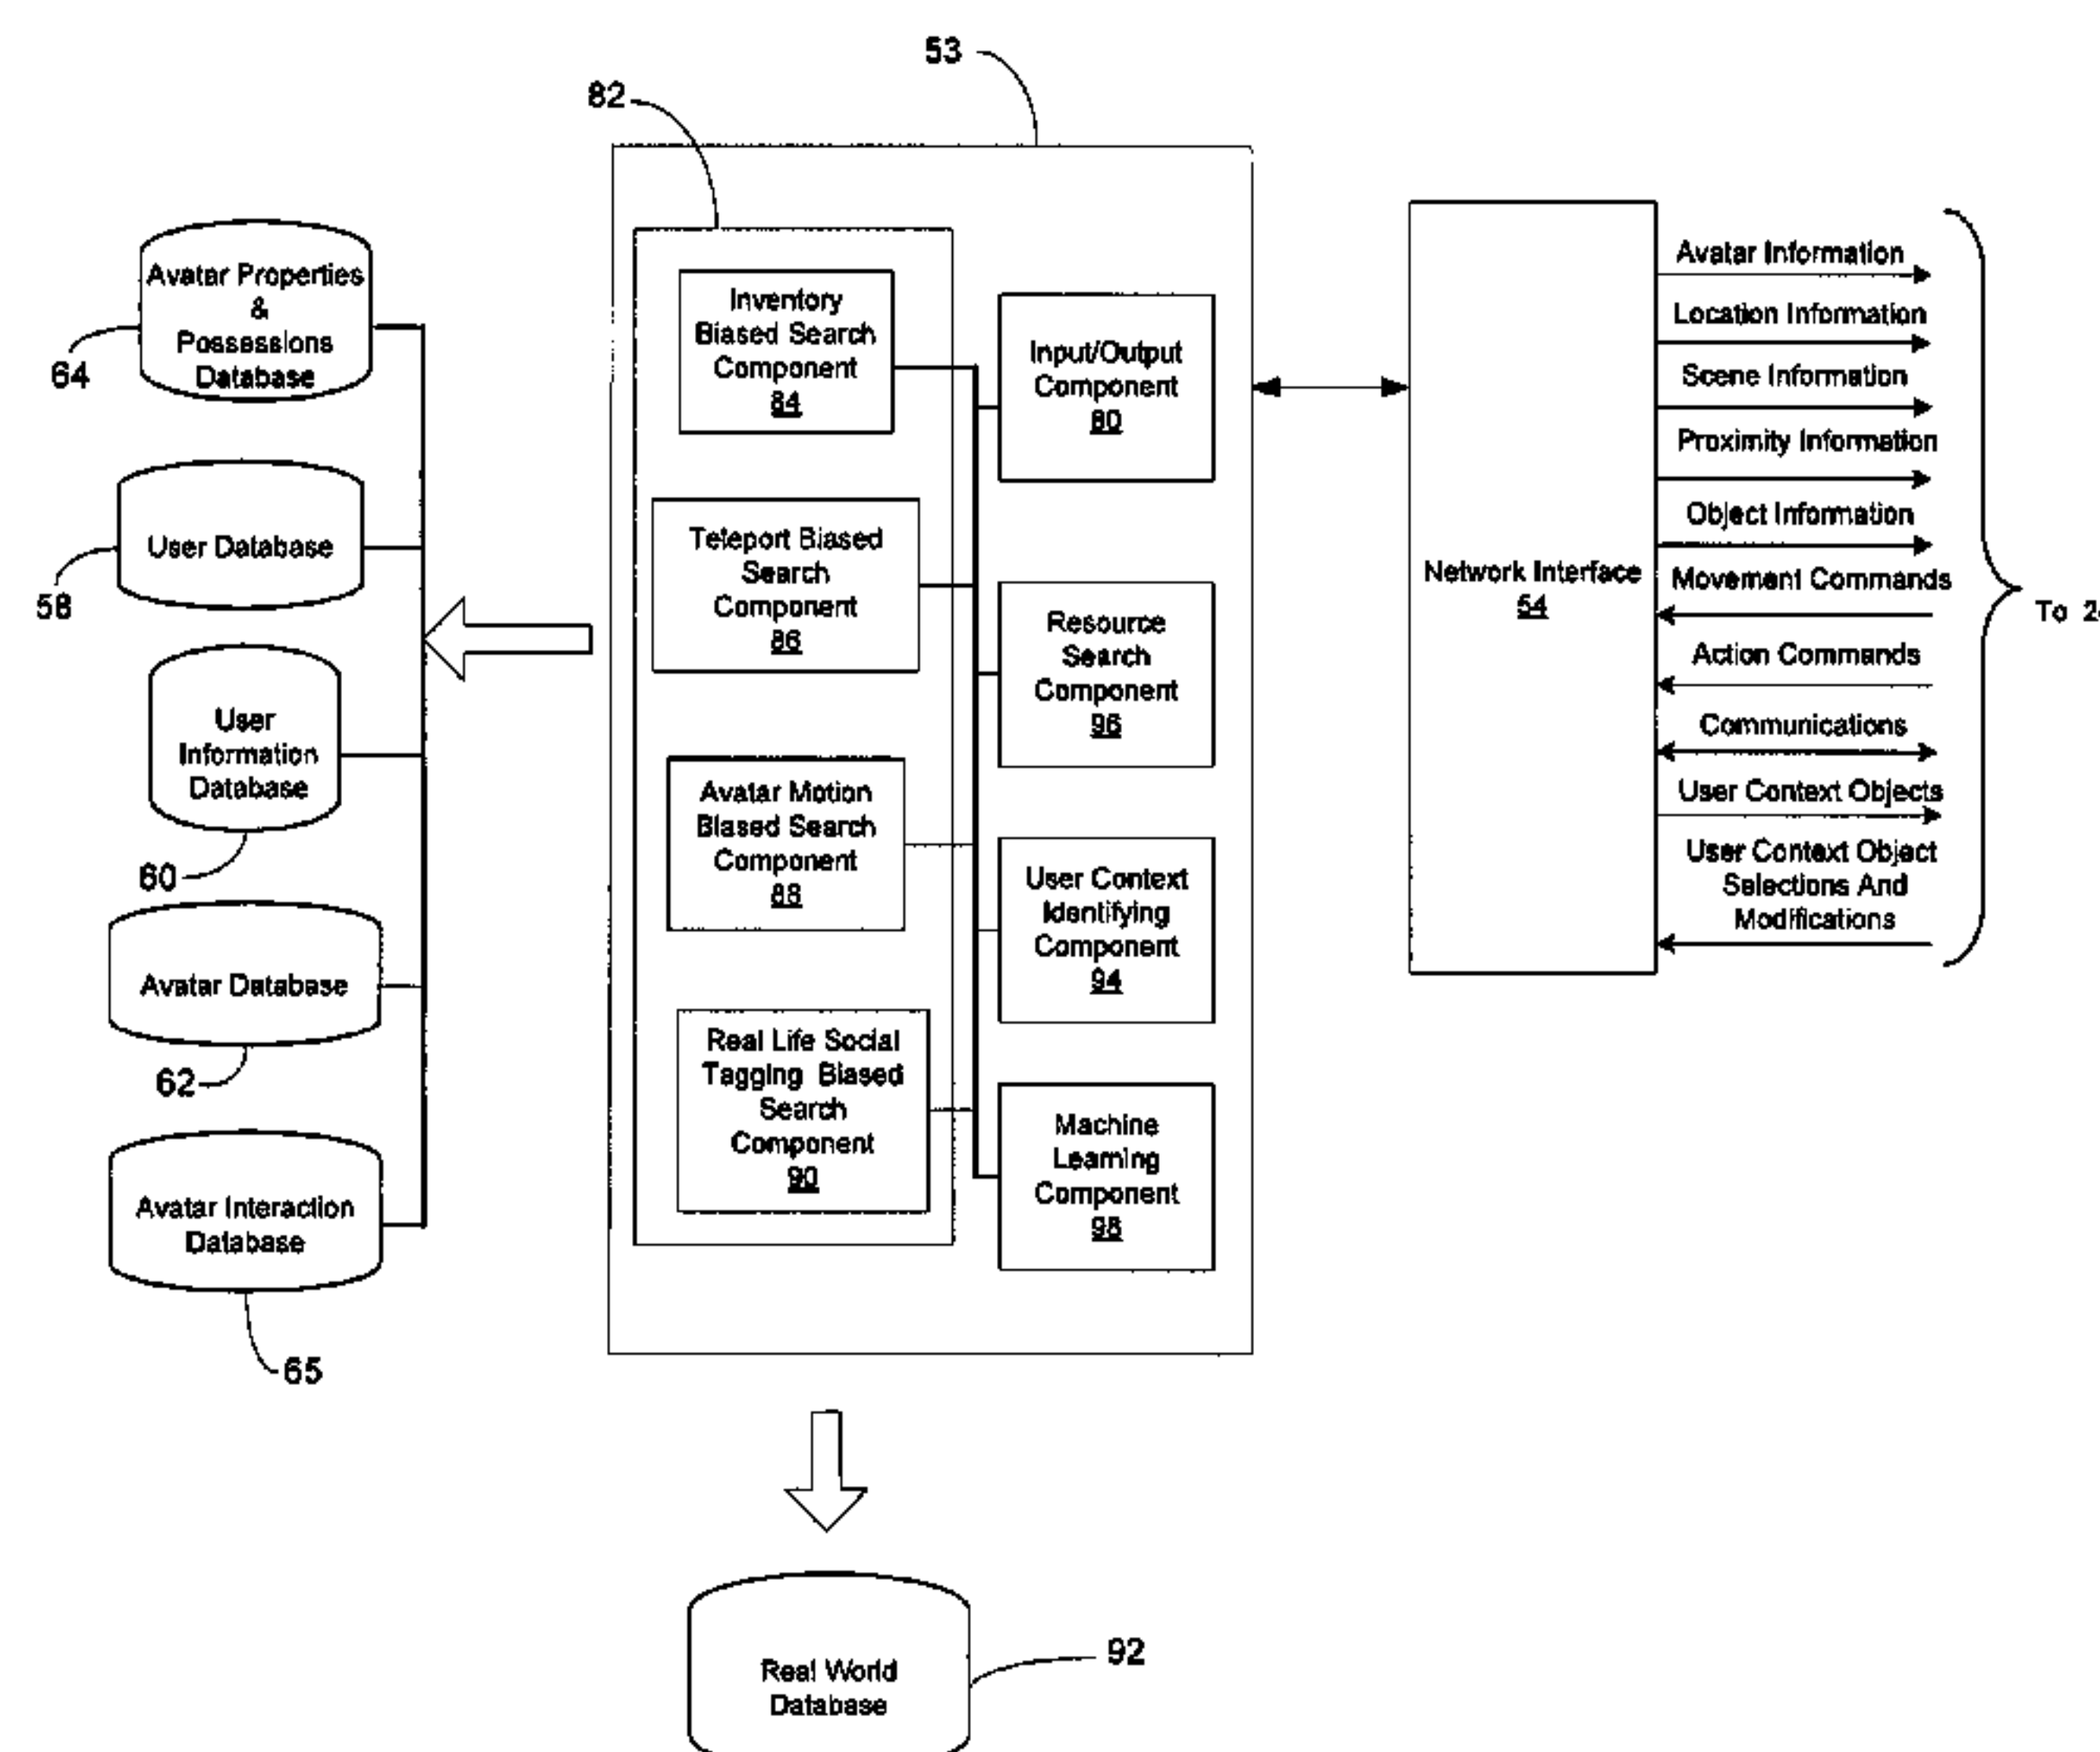 53
82
Avatar Properties
&
Possessions
Database
64
User Database
58
User
Information
Database
60
Avatar Database
62
Avatar Interaction
Database
65
Inventory
Biased Search
Component
84
Teleport Biased
Search
Component
86
Avatar Motion
Biased Search
Component
88
Real Life Social
Tagging Biased
Search
Component
90
Input/Output
Component
80
Resource
Search
Component
96
User Context
Identifying
Component
94
Machine
Learning
Component
98
Network Interface
54
Avatar Information
Location Information
Scene Information
Proximity Information
Object Information
Movement Commands
Action Commands
Communications
User Context Objects
User Context Object
Selections And
Modifications
To
Real World
Database
92